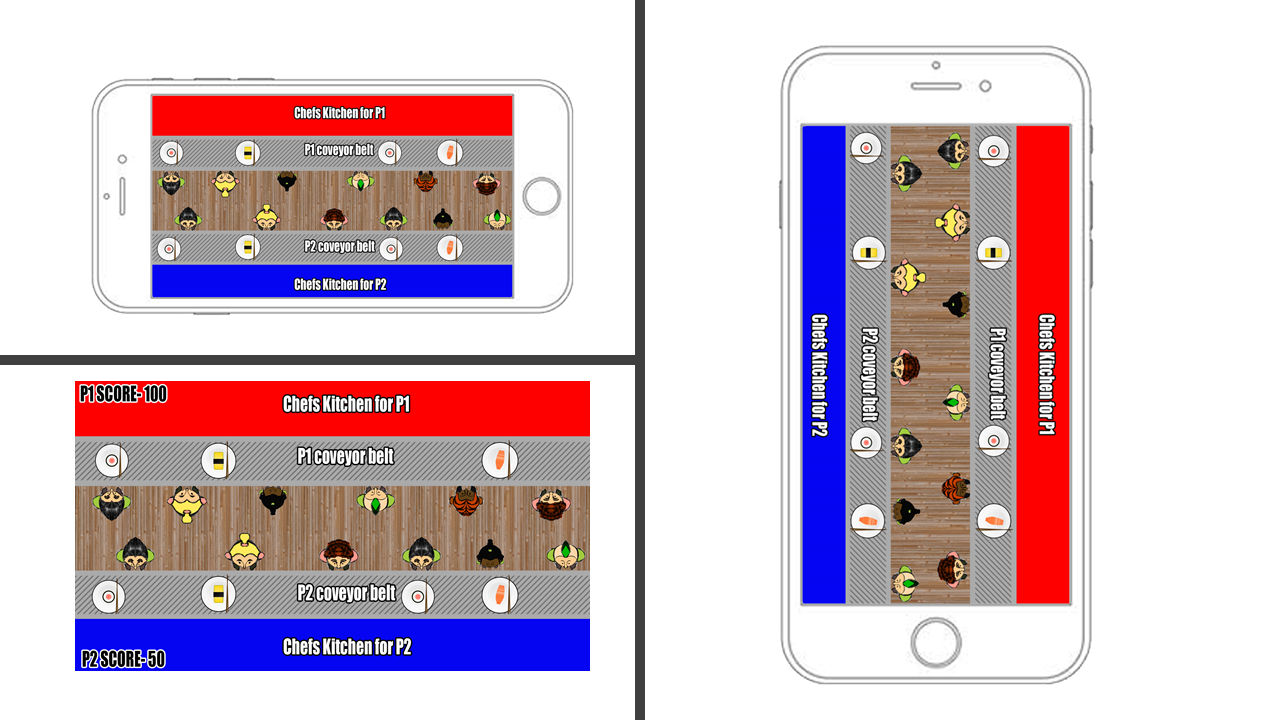 Chefs Kitchen for P1
P1 coveyor belt
P2 coveyor belt
Chefs Kitchen for P2
P1 SCORE- 100
Chefs Kitchen for P1
P1 coveyor belt
P2 coveyor belt
Chefs Kitchen for P2
P2 SCORE- 50
Chefs Kitchen for P2
P2 coveyor belt
P1 coveyor belt
Chefs Kitchen for P1